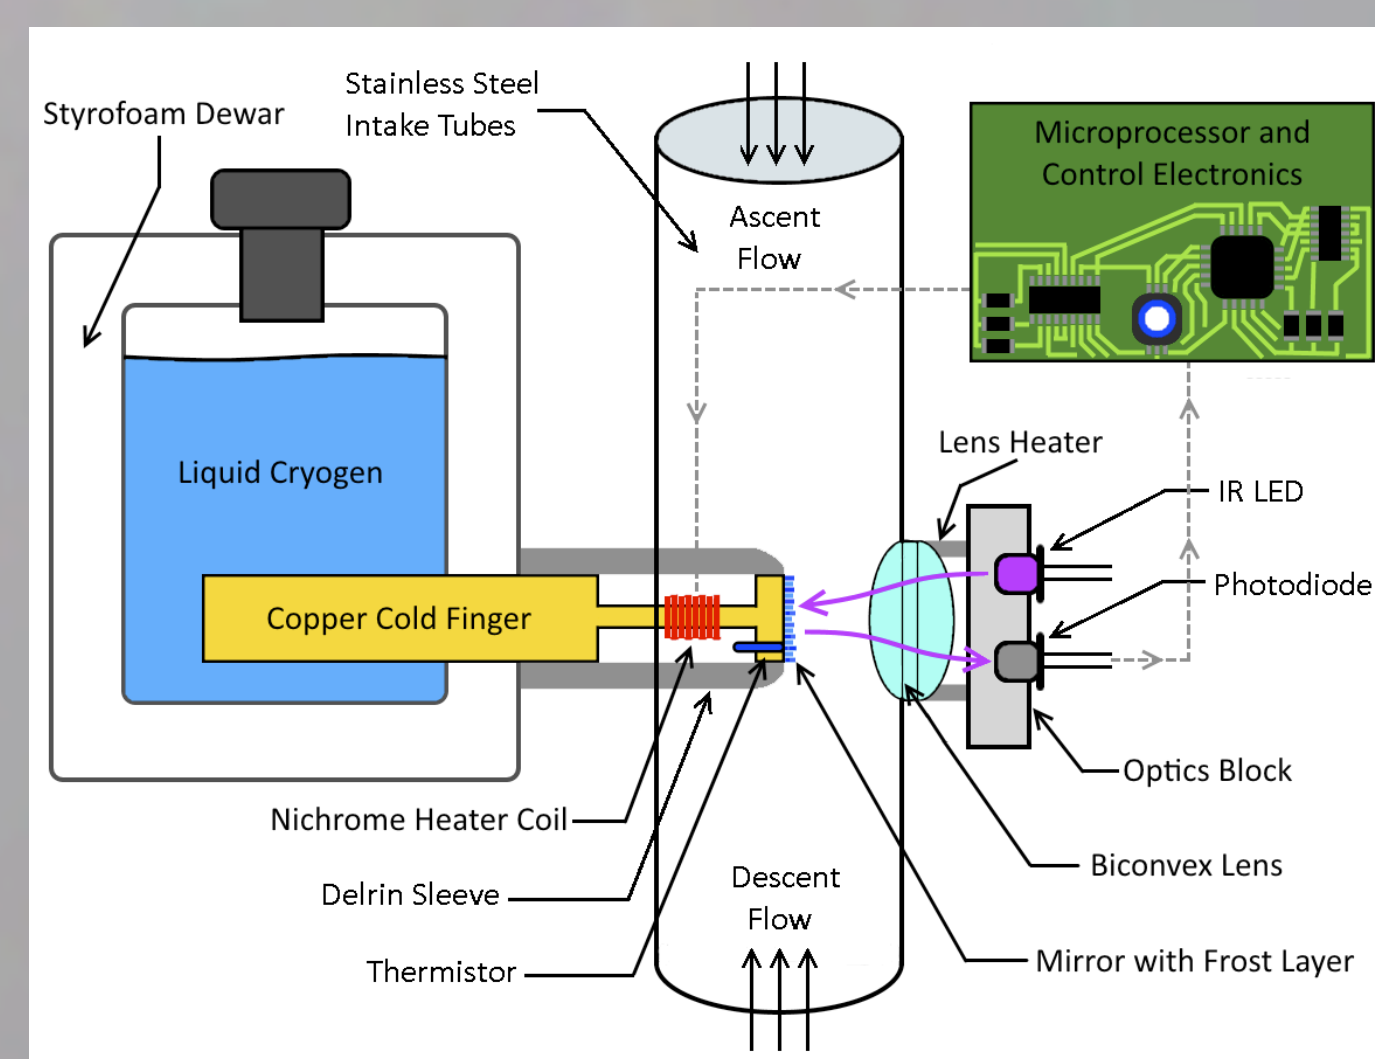 Stainless Steel
Intake Tubes
Styrofoam Dewar
Microprocessor and
Control Electronics
Ascent
Flow
Lens Heater
Liquid Cryogen
IR LED
Photodiode
Copper Cold Finger
Optics Block
Nichrome Heater Coil
Biconvex Lens
Descent
Flow
Delrin Sleeve
Mirror with Frost Layer
Thermistor